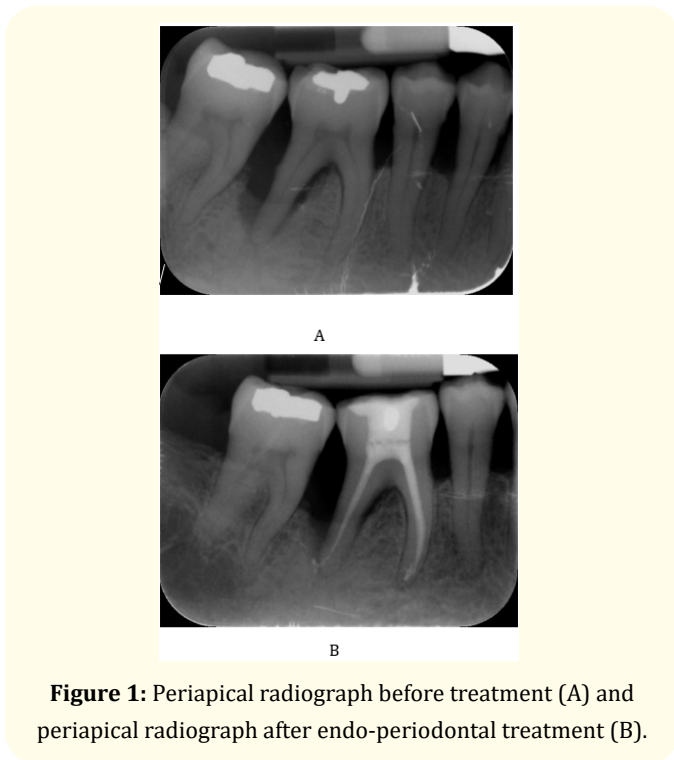 A
B
Figure 1: Periapical radiograph before treatment (A) and
periapical radiograph after endo-periodontal treatment (B).